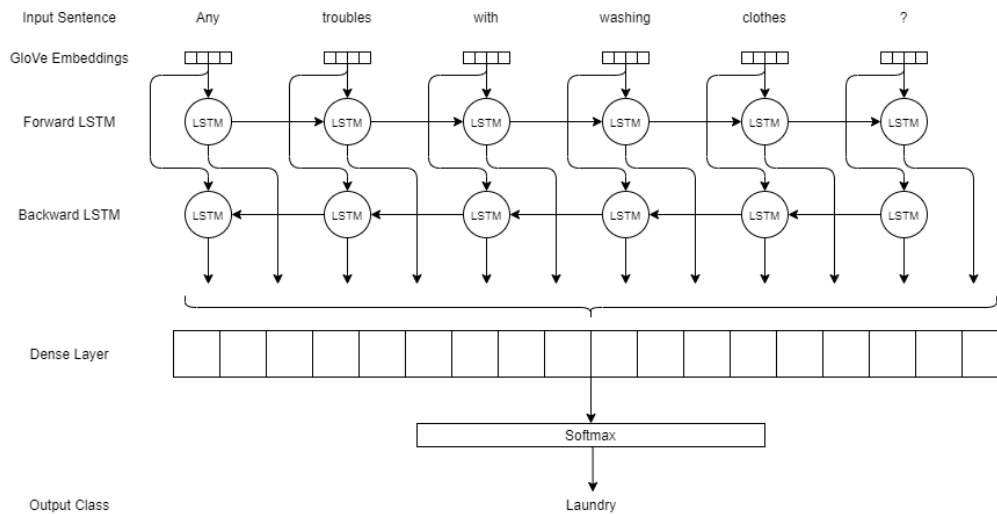 Input Sentence Any troubles with washing clothes ?
GloVe Embeddings
Forward LSTM LSTM LSTM LSTM LSTM LSTM LSTM
Backward LSTM LSTM LSTM LSTM LSTM LSTM LSTM
Dense Layer
Softmax
Output Class Laundry